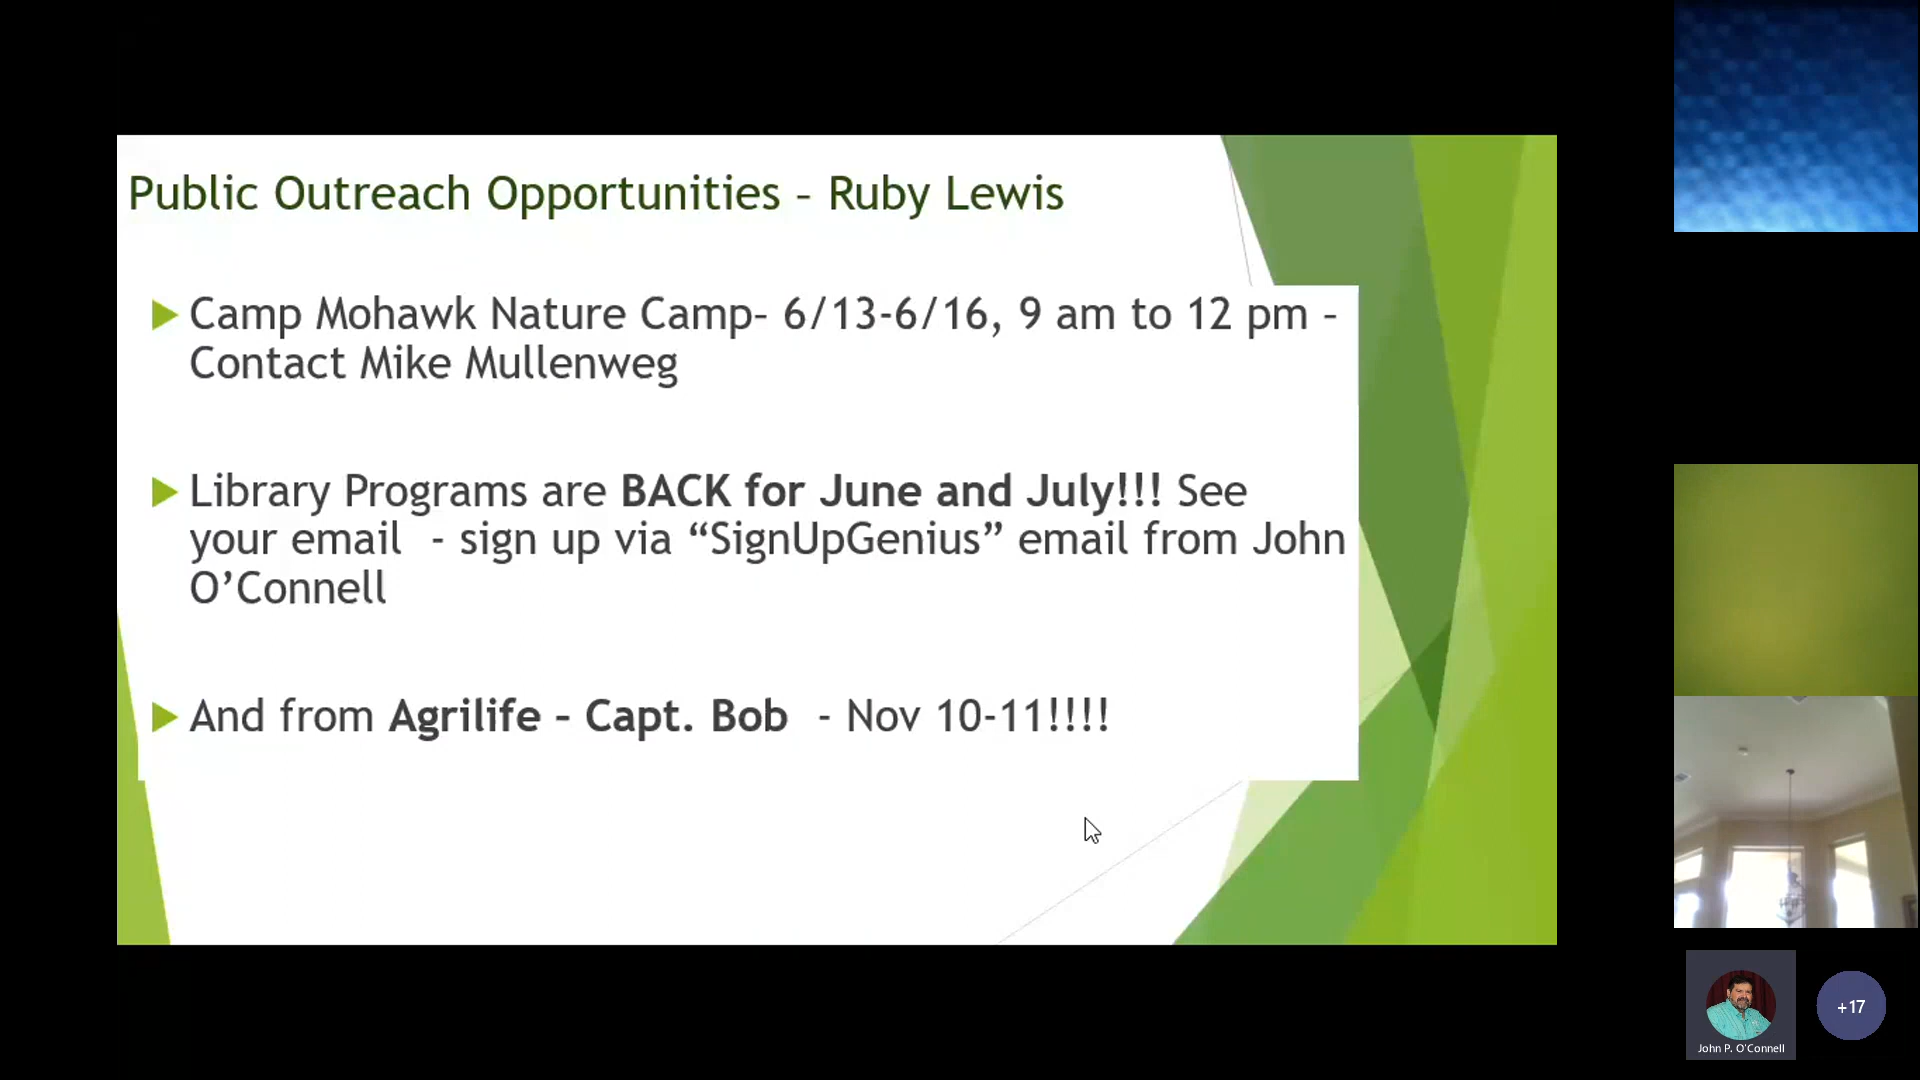 Public Outreach Opportunities – Ruby Lewis
Camp Mohawk Nature Camp– 6/13-6/16, 9 am to 12 pm –
Contact Mike Mullenweg
Library Programs are BACK for June and July!!! See
your email - sign up via “SignUpGenius” email from John
O’Connell
And from Agrilife – Capt. Bob - Nov 10-11!!!!
+17
John P. O'Connell